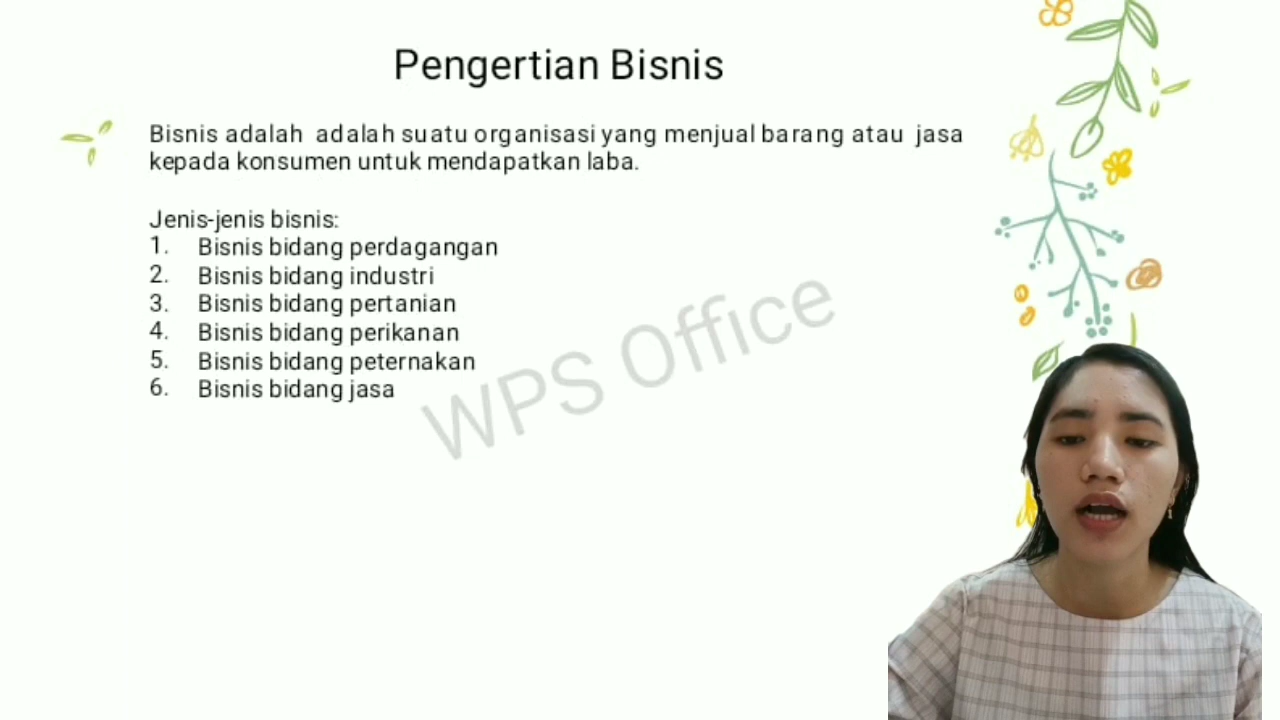 Pengertian Bisnis
Bisnis adalah adalah suatu organisasi yang menjual barang atau jasa
kepada konsumen untuk mendapatkan laba.
Jenis-jenis bisnis:
1. Bisnis bidang perdagangan
2. Bisnis bidang industri
3. Bisnis bidang pertanian
4. Bisnis bidang perikanan
5. Bisnis bidang peternakan
6. Bisnis bidang jasa
WPS Office